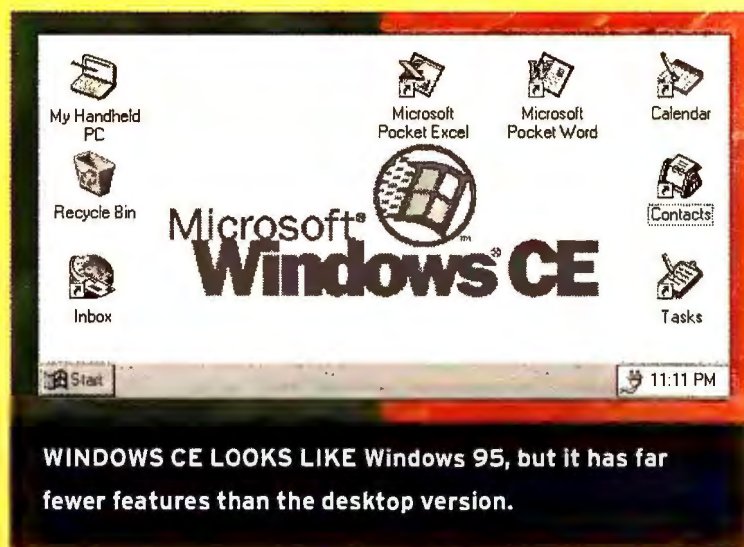 My Handheld
PC
Microsoft
Pocket Excel
Microsoft
Pocket Word
Calendar
Recycle Bin
Contacts
Microsoft®
Windows® CE
™
Inbox
Tasks
Start
11:11 PM
WINDOWS CE LOOKS LIKE Windows 95, but it has far
fewer features than the desktop version.